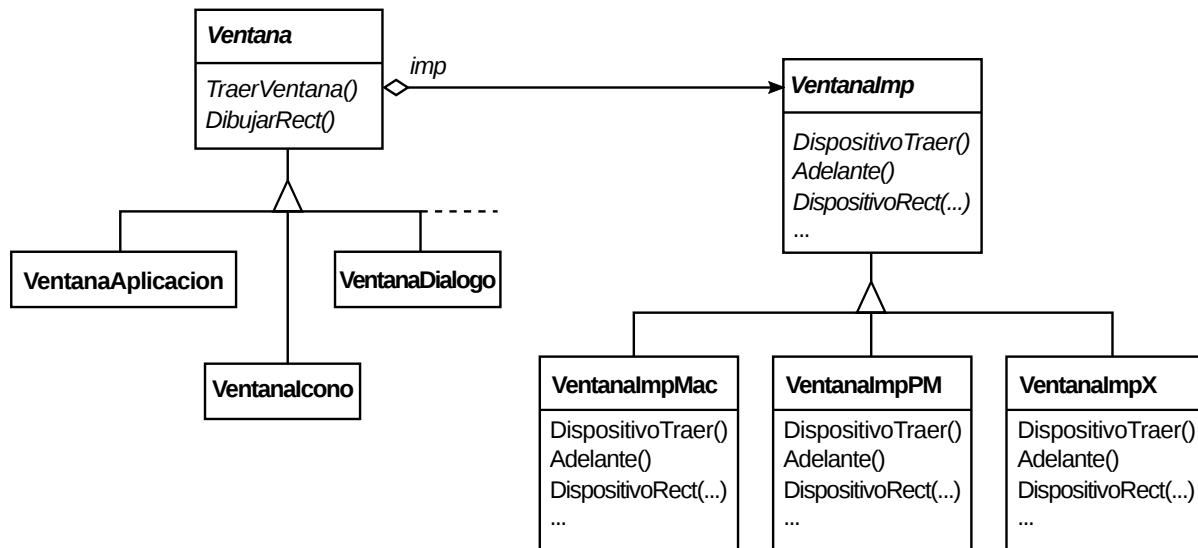 Ventana
TraerVentana()
DibujarRect()
imp
VentanaImp
DispositivoTraer()
Adelante()
DispositivoRect(...)
...
VentanaAplicacion
VentanaDialogo
VentanaIcono
VentanaImpMac
DispositivoTraer()
Adelante()
DispositivoRect(...)
...
VentanaImpPM
DispositivoTraer()
Adelante()
DispositivoRect(...)
...
VentanaImpX
DispositivoTraer()
Adelante()
DispositivoRect(...)
...